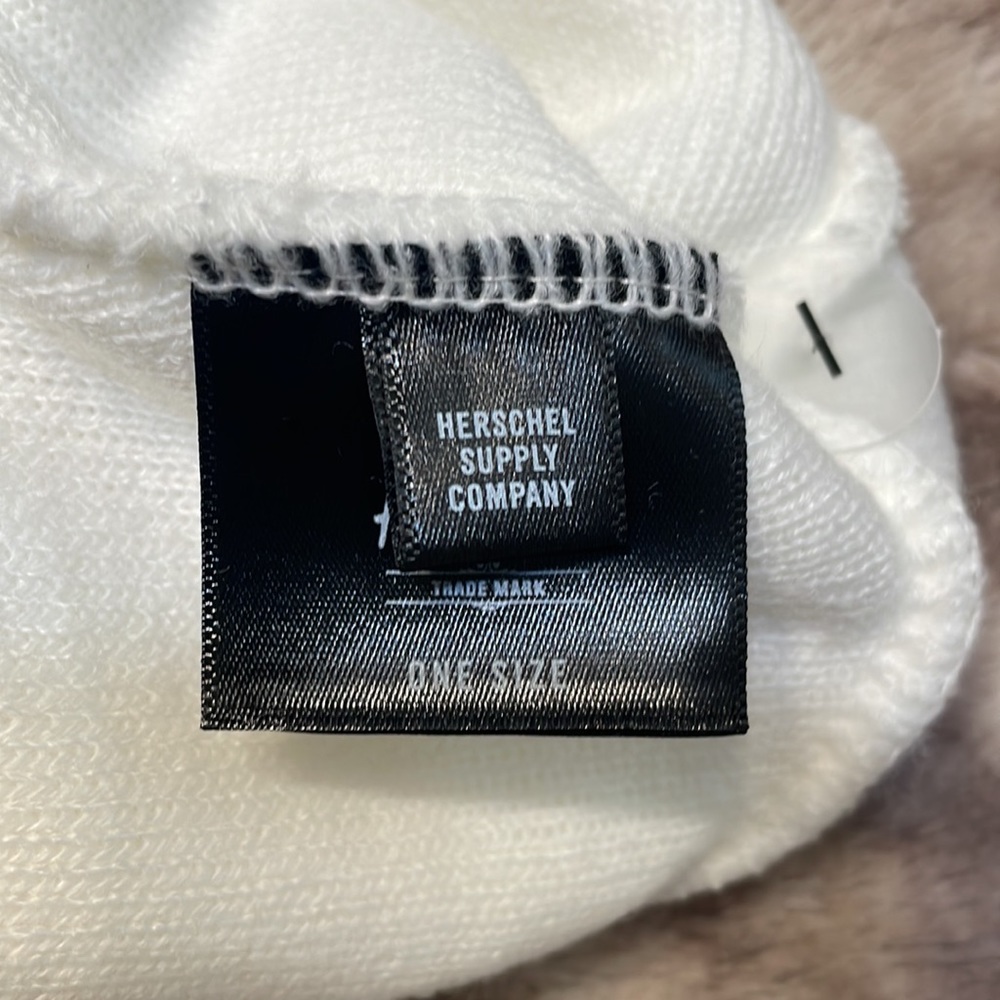 HERSCHEL
SUPPLY
COMPANY
TRADE MARK
ONE SIZE